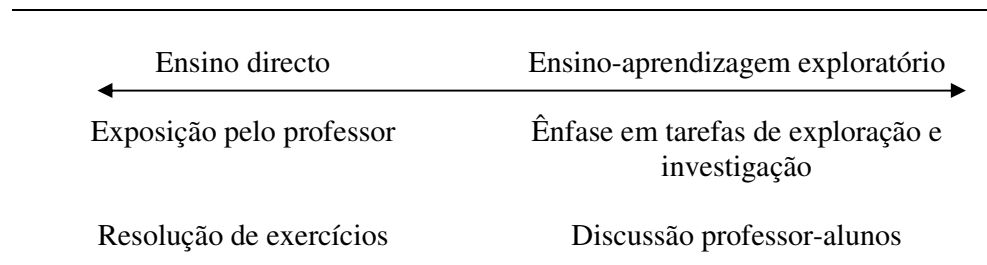 Ensino directo
Ensino-aprendizagem exploratório
Exposição pelo professor
Ênfase em tarefas de exploração e
investigação
Resolução de exercícios
Discussão professor-alunos